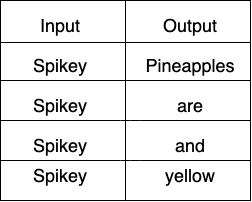 Input Output
Spikey Pineapples
Spikey are
Spikey and
Spikey yellow